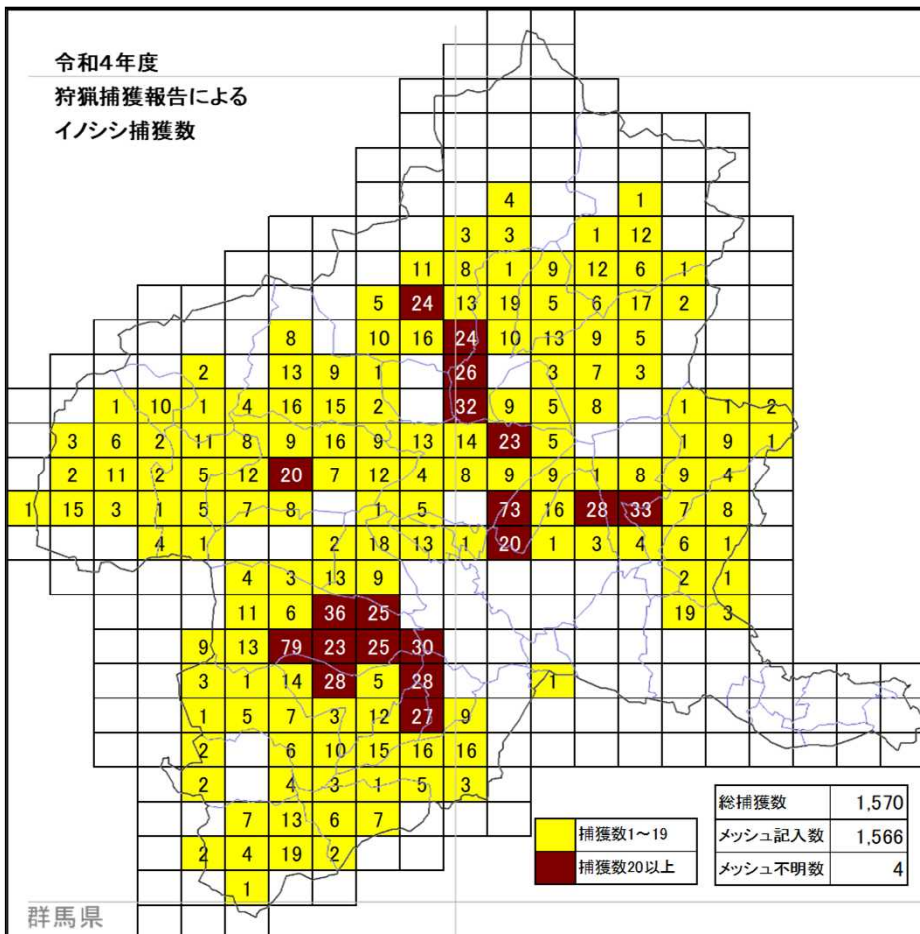 令和4年度
狩猟捕獲報告による
イノシシ捕獲数
4 1
3 3 1 12
11 8 1 9 12 6 1
5 24 13 19 5 6 17 2
8 10 16 24 10 13 9 5
2 13 9 1 26 3 7 3
1 10 1 4 16 15 2 32 9 5 8 1 1 2
3 6 2 11 8 9 16 9 13 14 23 5 1 9 1
2 11 2 5 12 20 7 12 4 8 9 9 1 8 9 4
1 15 3 1 5 7 8 1 5 73 16 28 33 7 8
4 1 2 18 13 1 20 1 3 4 6 1
4 3 13 9 2 1
11 6 36 25 19 3
9 13 79 23 25 30
3 1 14 28 5 28 1
1 5 7 3 12 27 9
2 6 10 15 16 16
2 4 3 1 5 3
7 13 6 7
2 4 19 2
1
捕獲数1～19
捕獲数20以上
総捕獲数 1,570
メッシュ記入数 1,566
メッシュ不明数 4
群馬県